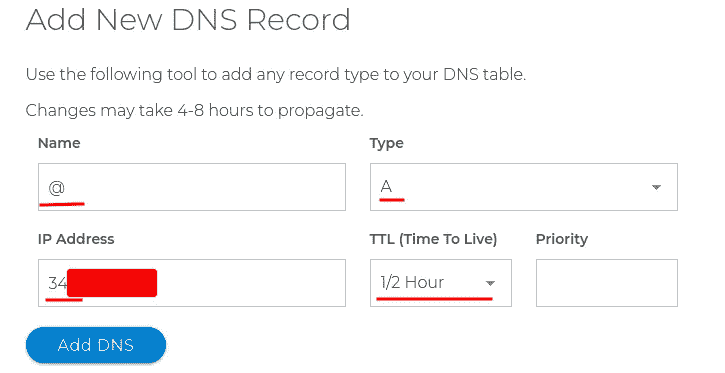 Add New DNS Record
Use the following tool to add any record type to your DNS table.
Changes may take 4-8 hours to propagate.
Name Type
@ A
IP Address TTL (Time To Live) Priority
34 1/2 Hour
Add DNS